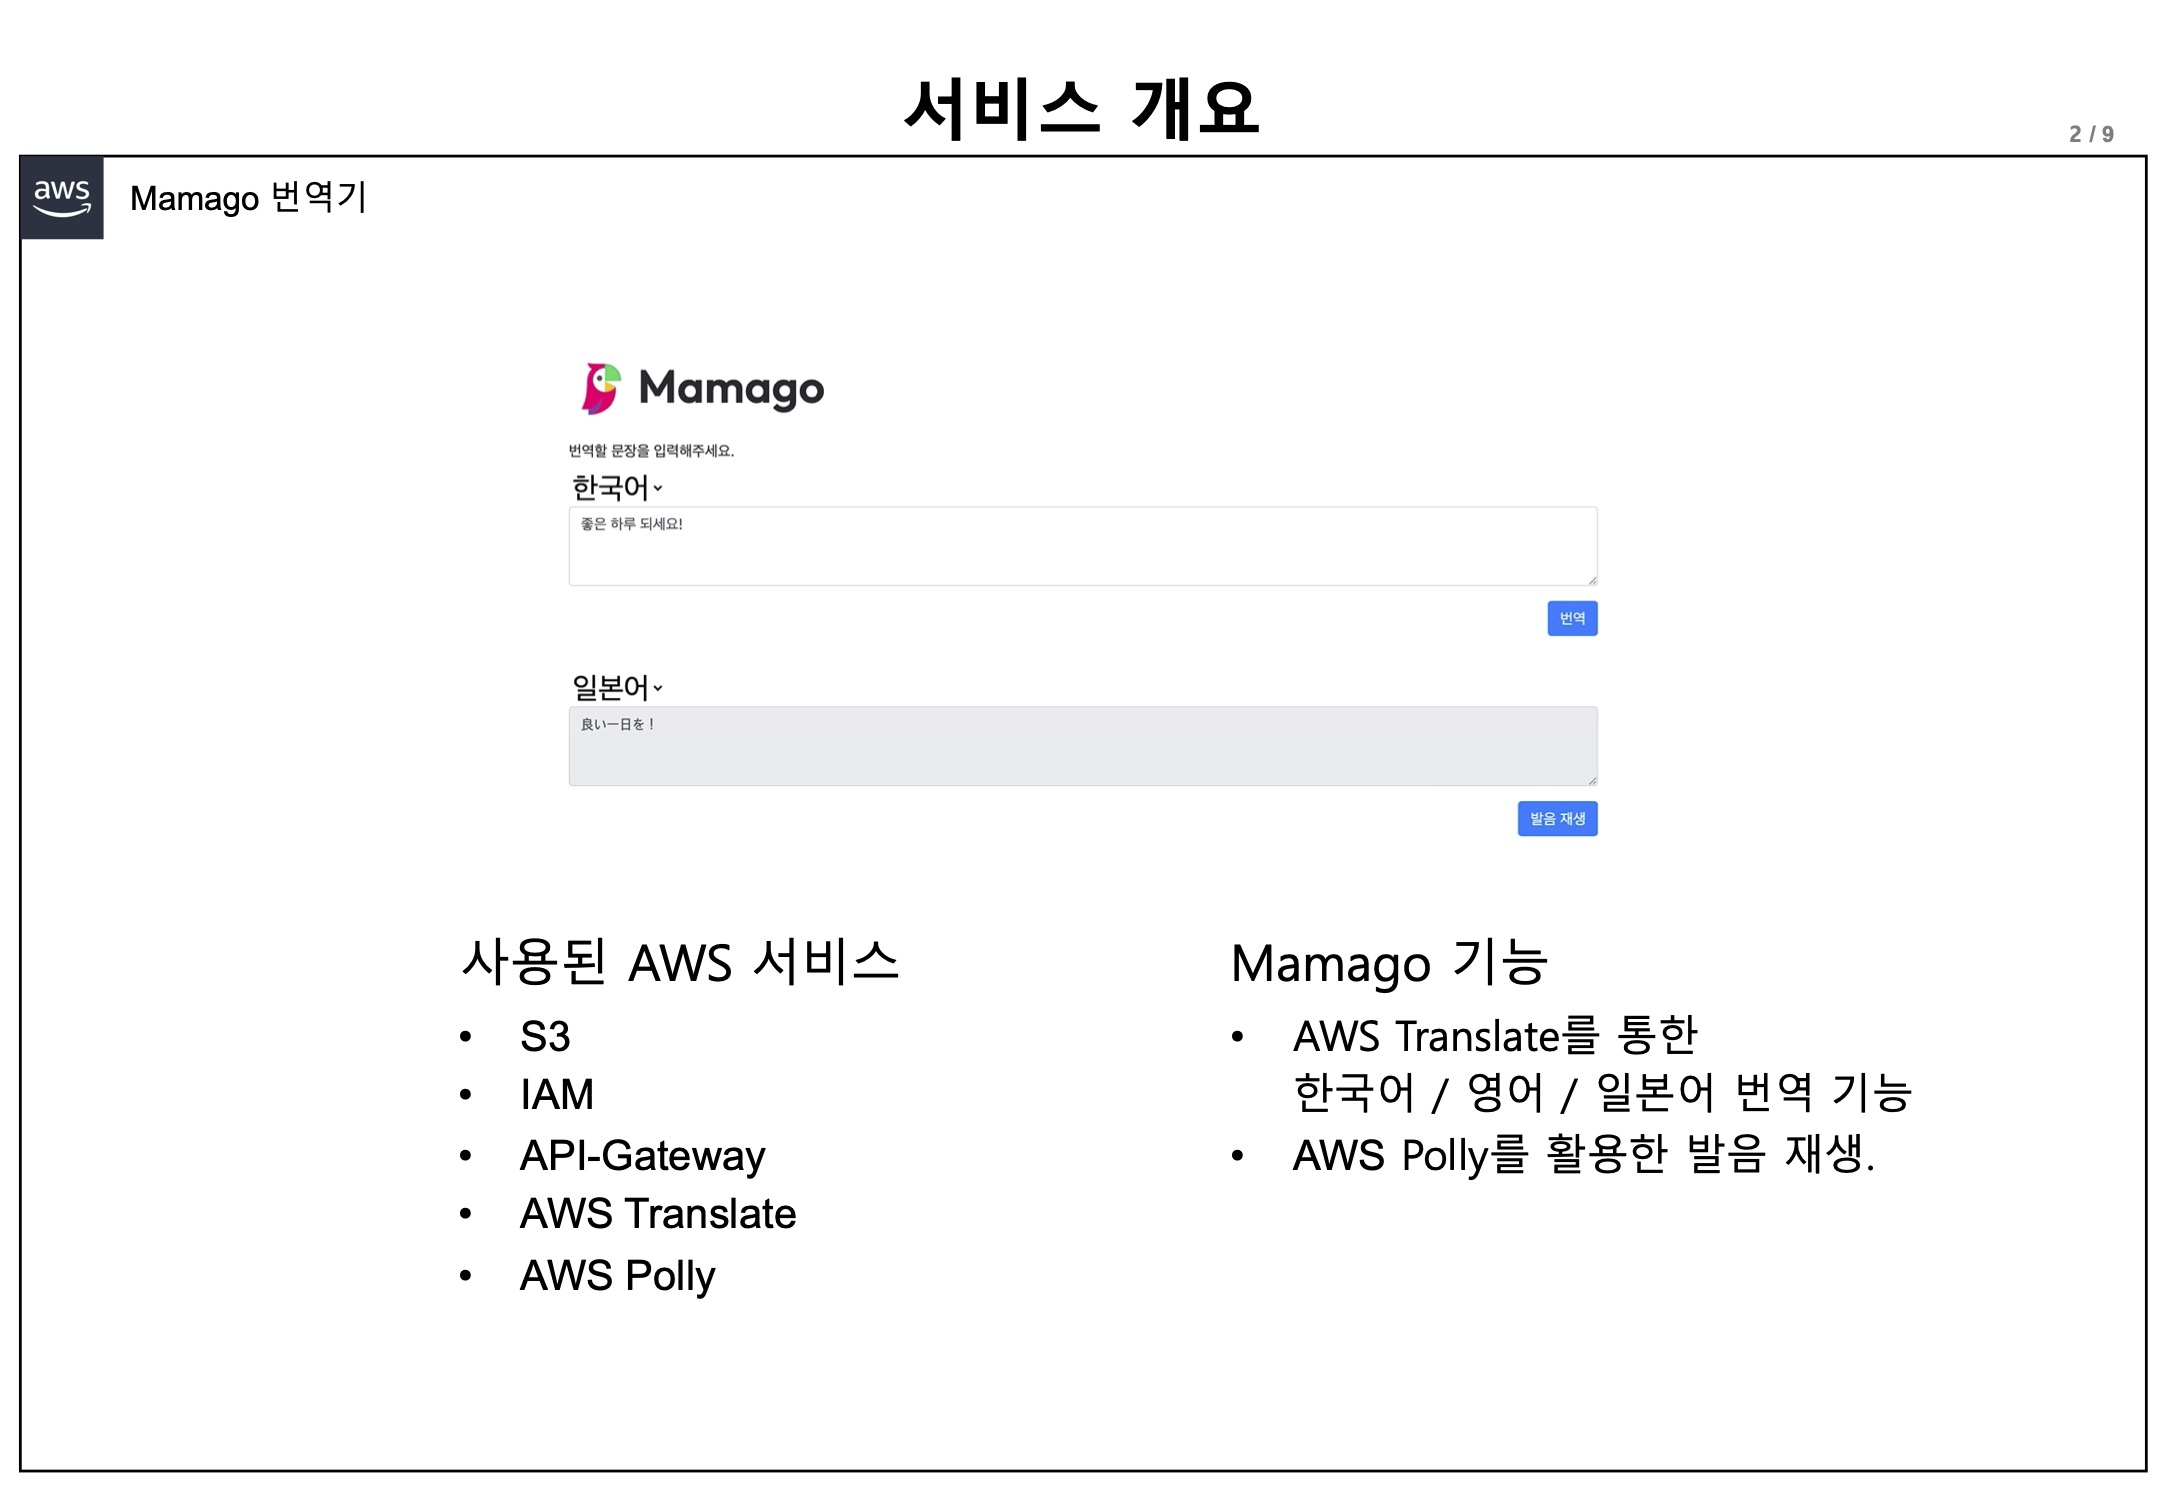 서비스 개요
2 / 9
aws
Mamago 번역기
Mamago
번역할 문장을 입력해주세요.
한국어
좋은 하루 되세요!
번역
일본어
良い一日を！
발음 재생
사용된 AWS 서비스
• S3
• IAM
• API-Gateway
• AWS Translate
• AWS Polly
Mamago 기능
• AWS Translate를 통한
한국어 / 영어 / 일본어 번역 기능
• AWS Polly를 활용한 발음 재생.